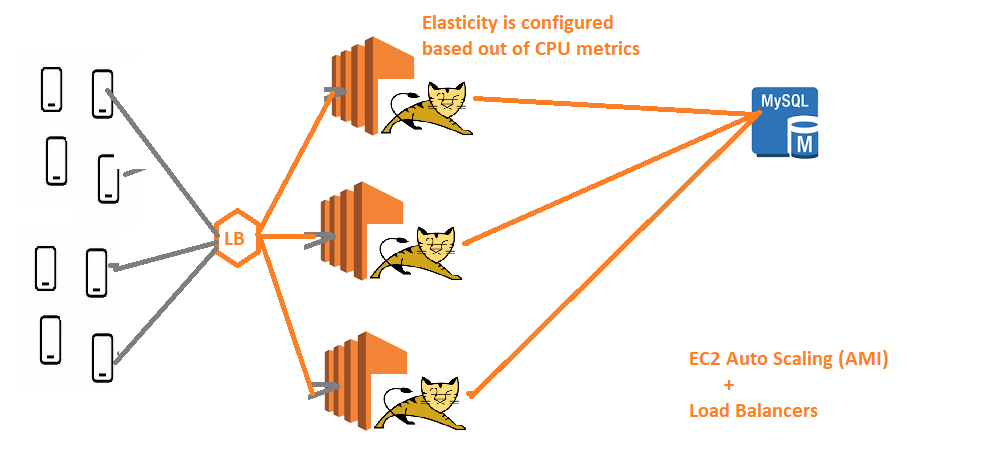 Elasticity is configured
based out of CPU metrics
MySQL
M
LB
EC2 Auto Scaling (AMI)
+
Load Balancers